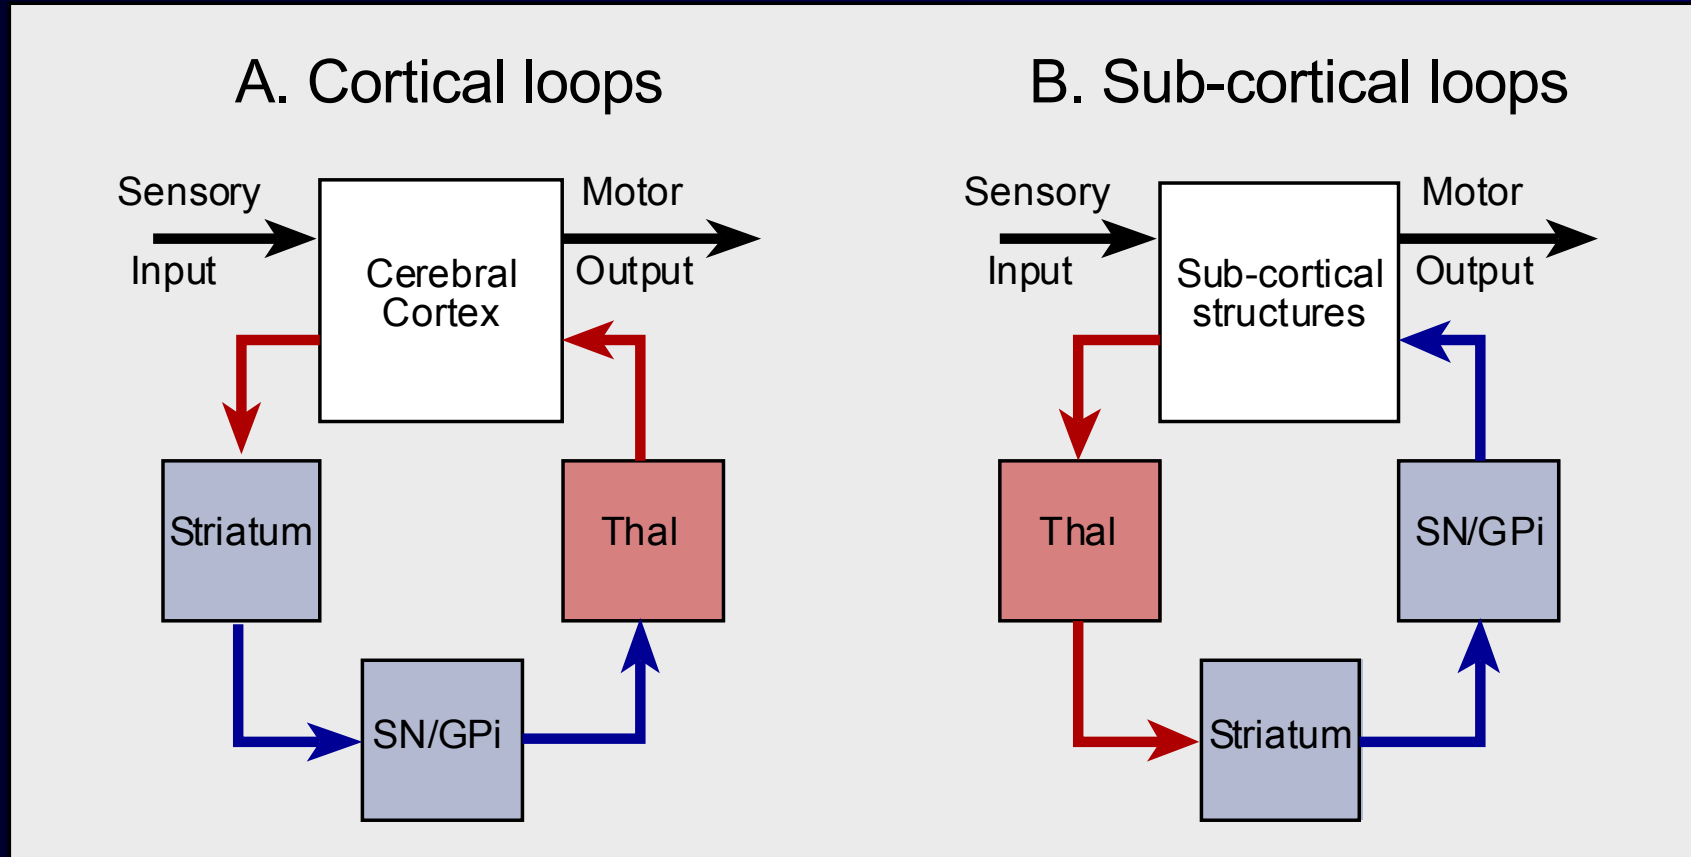 A. Cortical loops
Sensory
Input
Cerebral
Cortex
Motor
Output
Striatum
Thal
SN/GPi
B. Sub-cortical loops
Sensory
Input
Sub-cortical
structures
Motor
Output
Thal
SN/GPi
Striatum